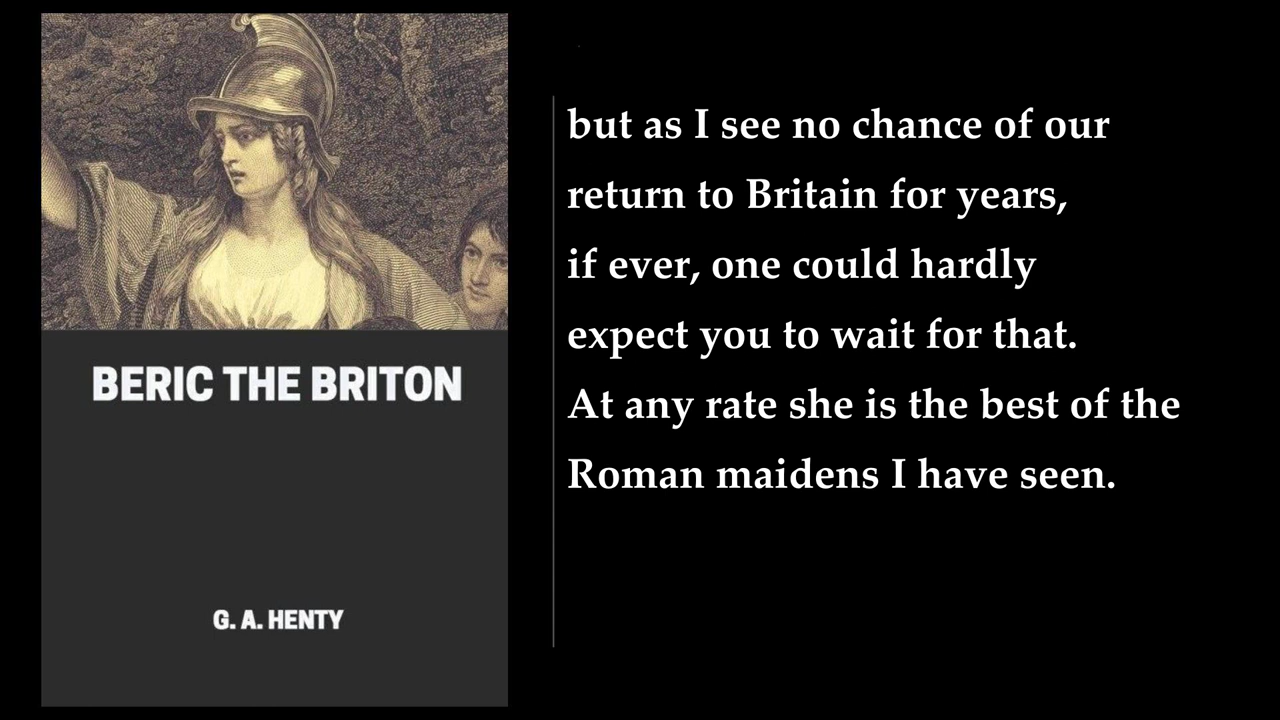 BERIC THE BRITON
G. A. HENTY
but as I see no chance of our
return to Britain for years,
if ever, one could hardly
expect you to wait for that.
At any rate she is the best of the
Roman maidens I have seen.